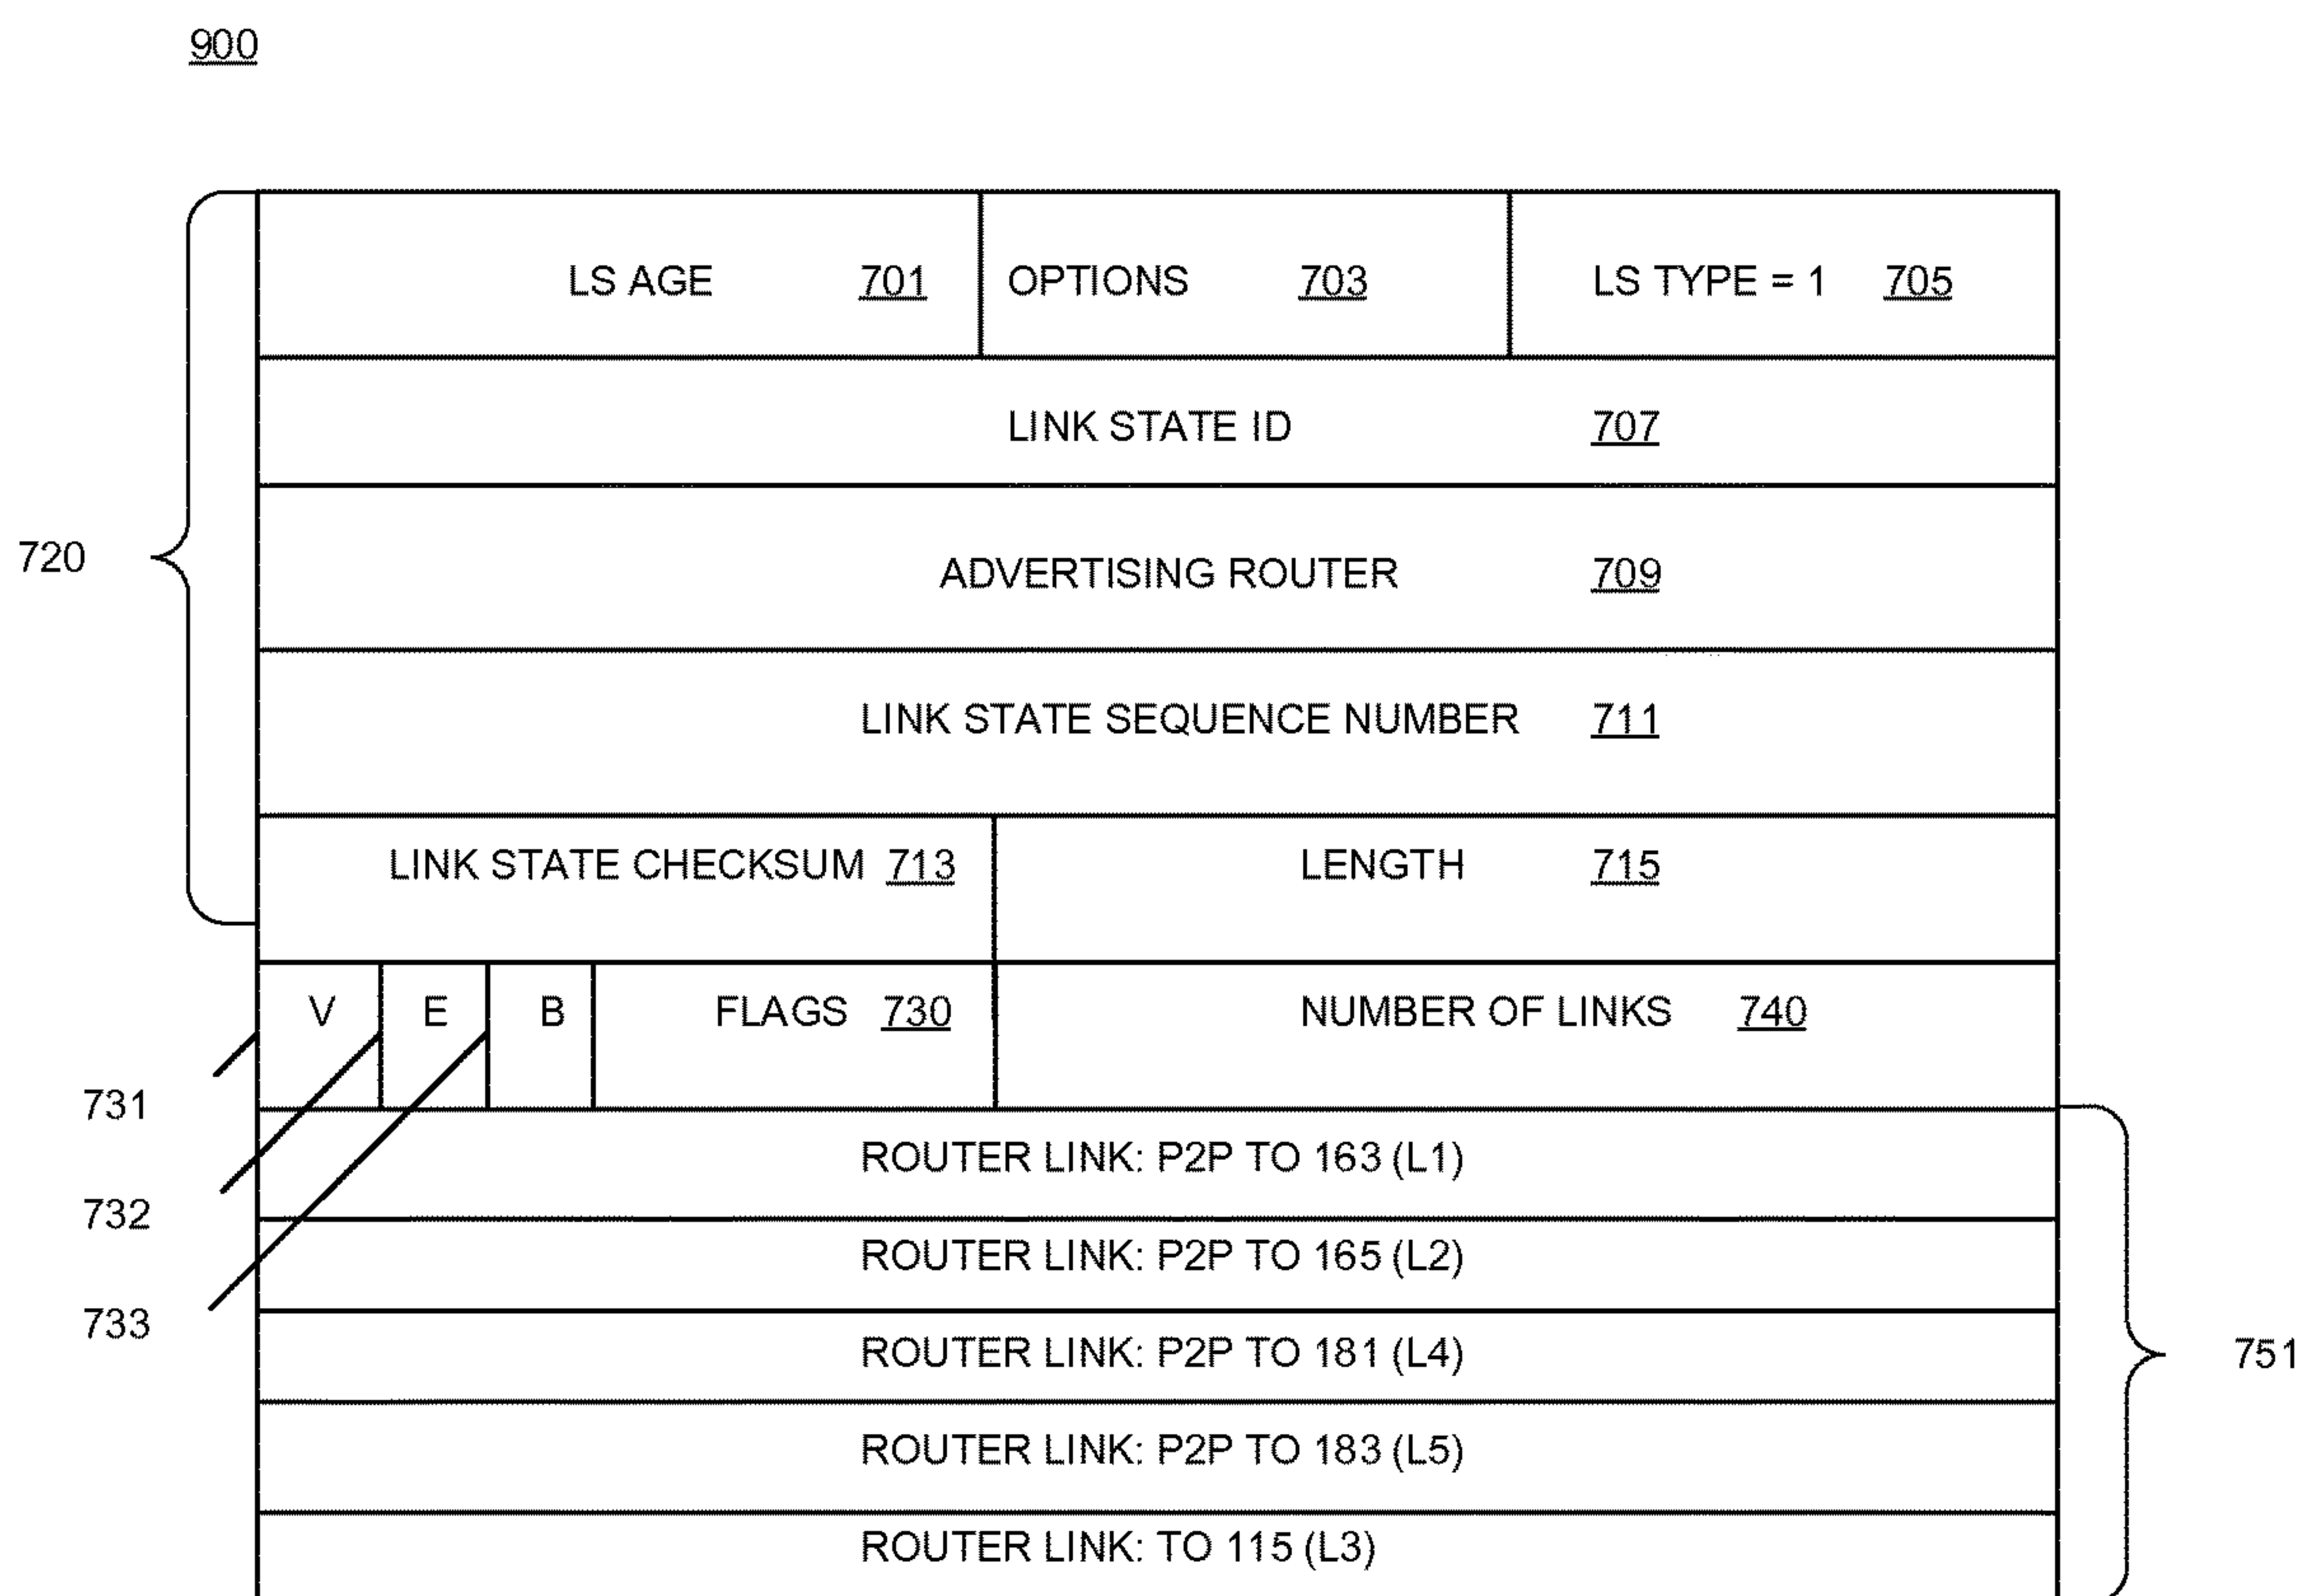 900
LS AGE 701 OPTIONS 703 LS TYPE = 1 705
LINK STATE ID 707
720
ADVERTISING ROUTER 709
LINK STATE SEQUENCE NUMBER 711
LINK STATE CHECKSUM 713 LENGTH 715
V E B FLAGS 730 NUMBER OF LINKS 740
731
ROUTER LINK: P2P TO 163 (L1)
732
ROUTER LINK: P2P TO 165 (L2)
733
ROUTER LINK: P2P TO 181 (L4)
751
ROUTER LINK: P2P TO 183 (L5)
ROUTER LINK: TO 115 (L3)